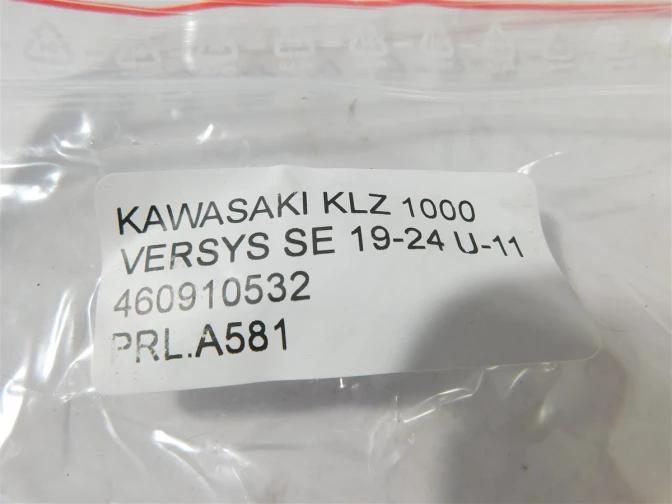 KAWASAKI KLZ 1000
VERSYS SE 19-24 U-11
460910532
PRL.A581